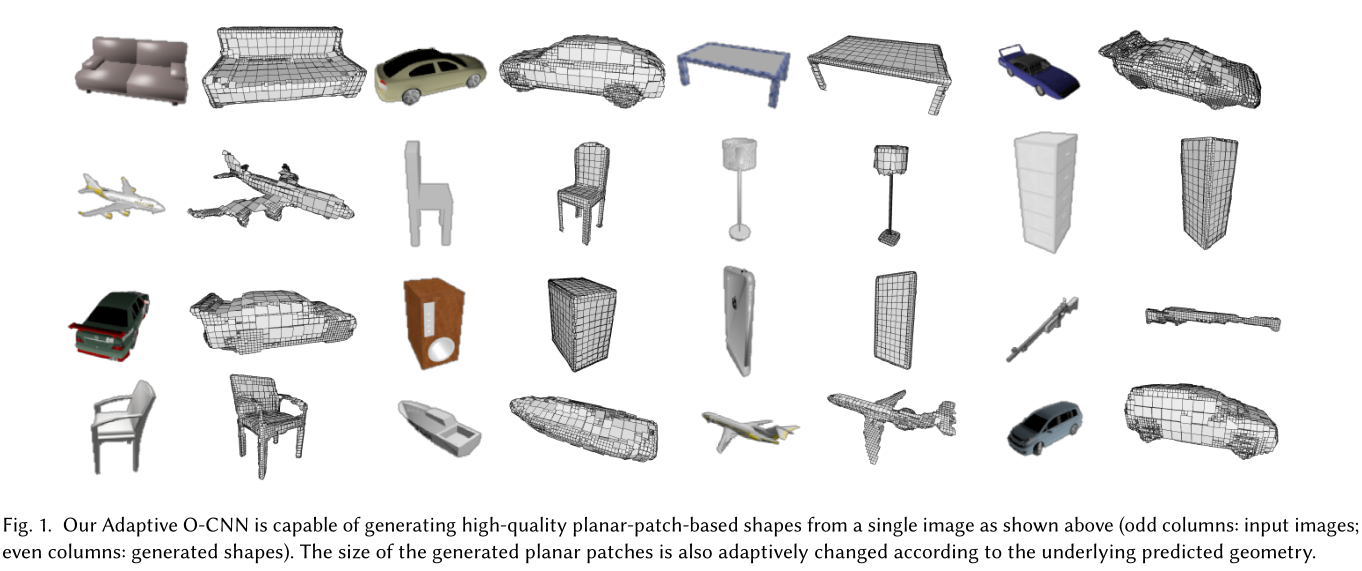 Fig. 1. Our Adaptive O-CNN is capable of generating high-quality planar-patch-based shapes from a single image as shown above (odd columns: input images;
even columns: generated shapes). The size of the generated planar patches is also adaptively changed according to the underlying predicted geometry.